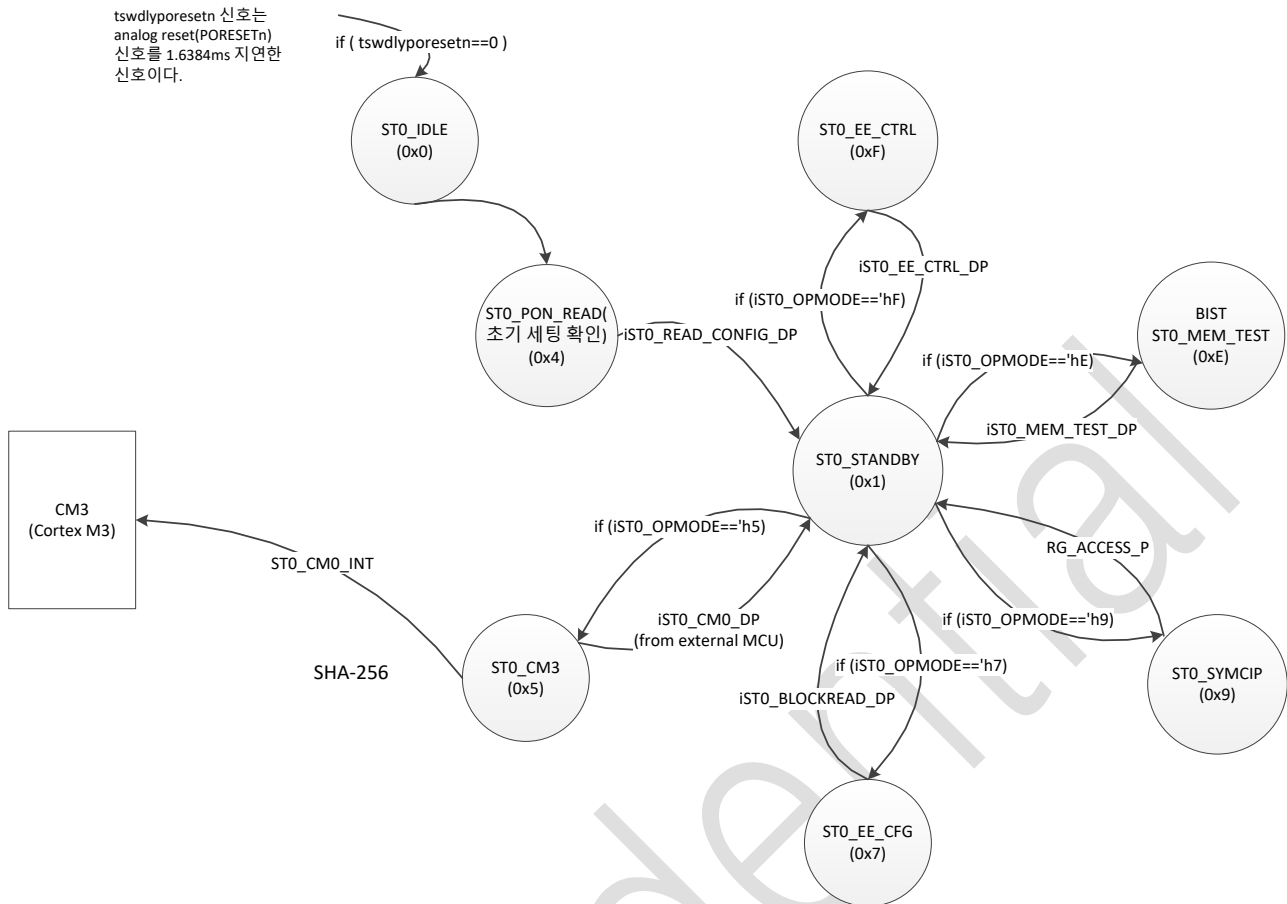 tswdlyporesetn 신호는
analog reset(PORESETn)
신호를 1.6384ms 지연한
신호이다.
if ( tswdlyporesetn==0 )
ST0_IDLE
(0x0)
ST0_EE_CTRL
(0xF)
iST0_EE_CTRL_DP
if (iST0_OPMODE=='hF)
ST0_PON_READ(
초기 세팅 확인)
(0x4)
iST0_READ_CONFIG_DP
BIST
ST0_MEM_TEST
(0xE)
if (iST0_OPMODE=='hE)
iST0_MEM_TEST_DP
ST0_STANDBY
(0x1)
CM3
(Cortex M3)
if (iST0_OPMODE=='h5)
ST0_CM0_INT
RG_ACCESS_P
iST0_CM0_DP
(from external MCU)
if (iST0_OPMODE=='h9)
SHA-256
ST0_CM3
(0x5)
if (iST0_OPMODE=='h7)
iST0_BLOCKREAD_DP
ST0_SYMCIP
(0x9)
ST0_EE_CFG
(0x7)
dential